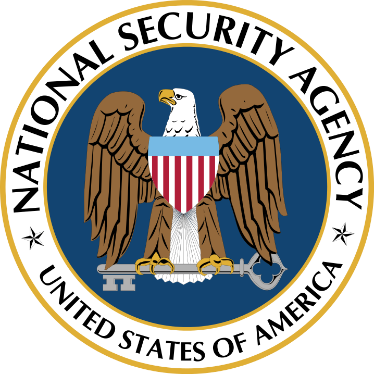 NATIONAL SECURITY AGENCY
UNITED STATES OF AMERICA